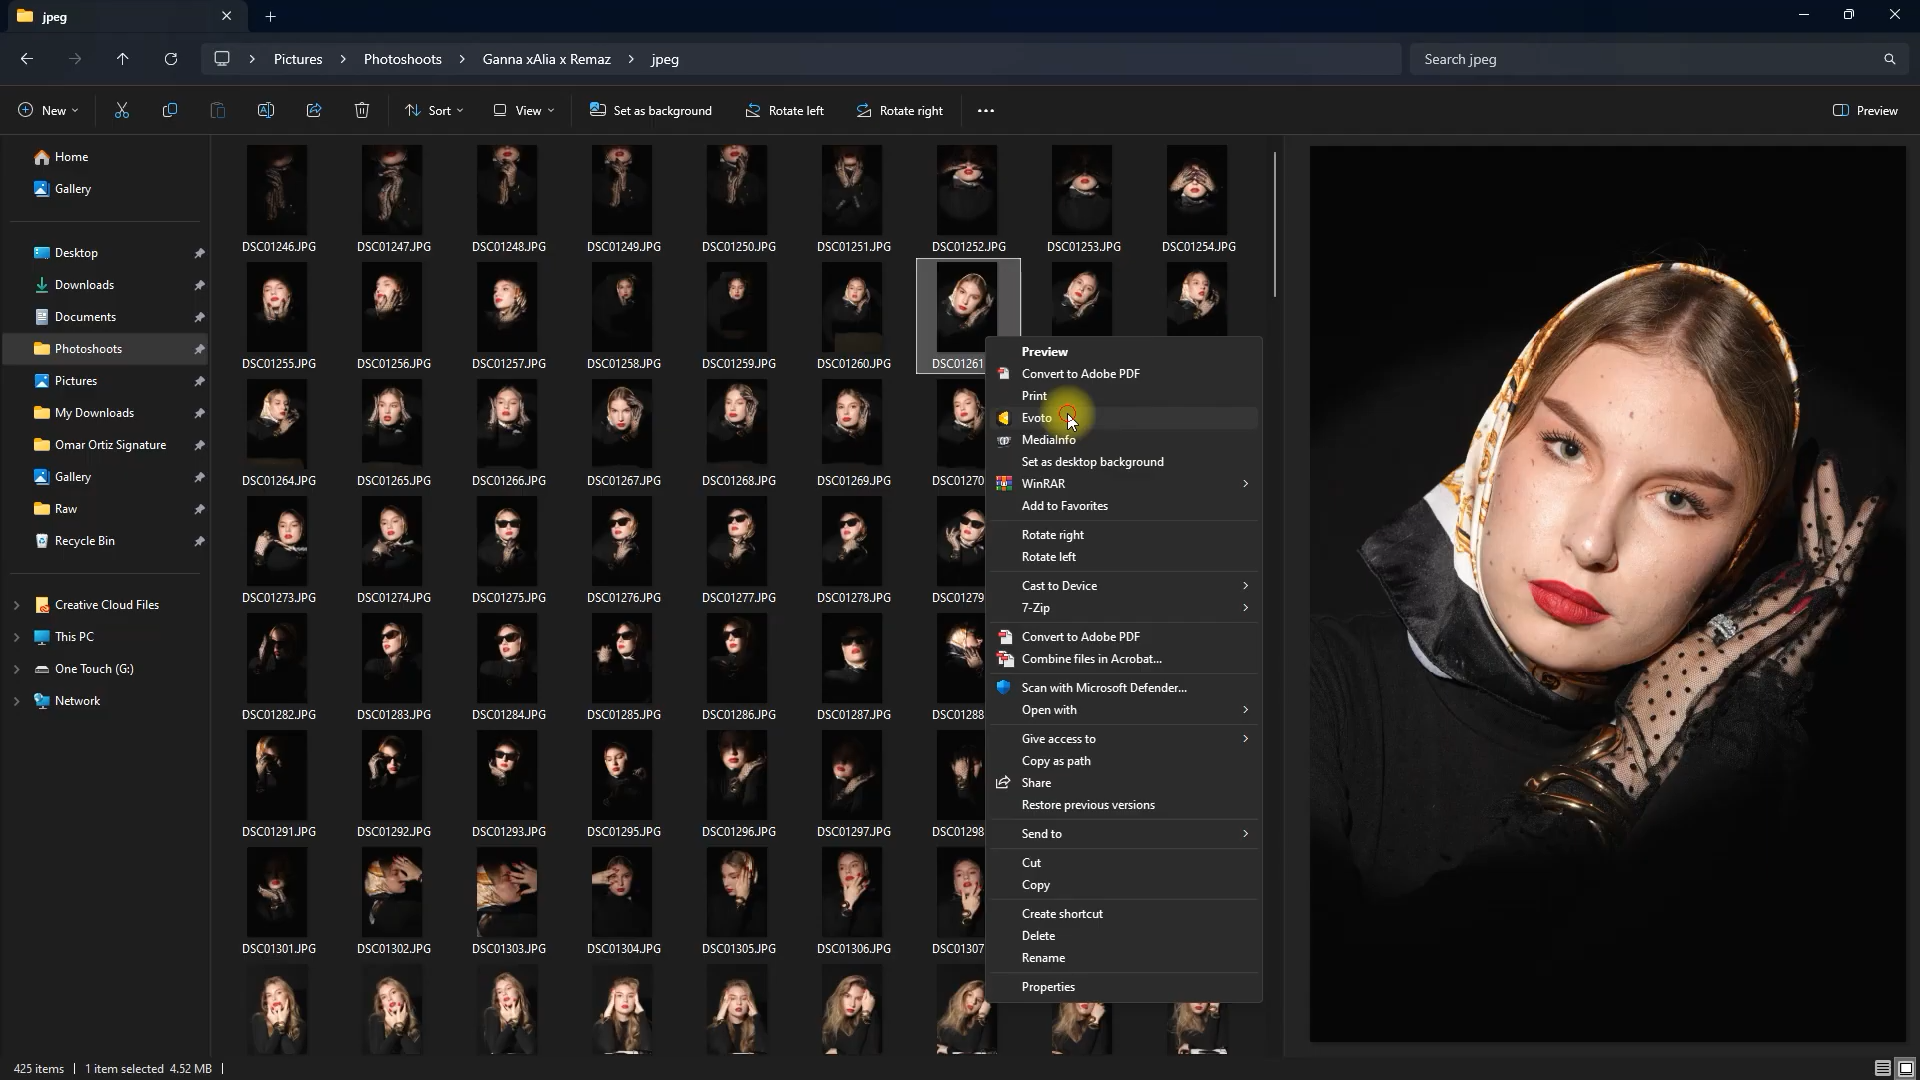 jpeg
Pictures > Photoshoots > Ganna xAlia x Remaz > jpeg
Search jpeg
New
Sort
View
Set as background
Rotate left
Rotate right
Preview
Home
Gallery
Desktop
Downloads
Documents
Photoshoots
Pictures
My Downloads
Omar Ortiz Signature
Gallery
Raw
Recycle Bin
Creative Cloud Files
This PC
One Touch (G:)
Network
DSC01246.JPG DSC01247.JPG DSC01248.JPG DSC01249.JPG DSC01250.JPG DSC01251.JPG DSC01252.JPG DSC01253.JPG DSC01254.JPG
DSC01255.JPG DSC01256.JPG DSC01257.JPG DSC01258.JPG DSC01259.JPG DSC01260.JPG DSC01261
DSC01264.JPG DSC01265.JPG DSC01266.JPG DSC01267.JPG DSC01268.JPG DSC01269.JPG DSC01270
DSC01273.JPG DSC01274.JPG DSC01275.JPG DSC01276.JPG DSC01277.JPG DSC01278.JPG DSC01279
DSC01282.JPG DSC01283.JPG DSC01284.JPG DSC01285.JPG DSC01286.JPG DSC01287.JPG DSC01288
DSC01291.JPG DSC01292.JPG DSC01293.JPG DSC01295.JPG DSC01296.JPG DSC01297.JPG DSC01298
DSC01301.JPG DSC01302.JPG DSC01303.JPG DSC01304.JPG DSC01305.JPG DSC01306.JPG DSC01307
Preview
Convert to Adobe PDF
Print
Evoto
MediaInfo
Set as desktop background
WinRAR
Add to Favorites
Rotate right
Rotate left
Cast to Device
7-Zip
Convert to Adobe PDF
Combine files in Acrobat...
Scan with Microsoft Defender...
Open with
Give access to
Copy as path
Share
Restore previous versions
Send to
Cut
Copy
Create shortcut
Delete
Rename
Properties
425 items | 1 item selected 4.52 MB |